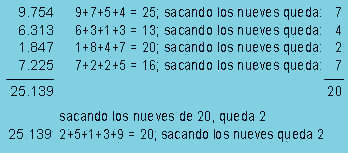 9.754 9+7+5+4 = 25; sacando los nueves queda: 7
6.313 6+3+1+3 = 13; sacando los nueves queda: 4
1.847 1+8+4+7 = 20; sacando los nueves queda: 2
7.225 7+2+2+5 = 16; sacando los nueves queda: 7
25.139 20
sacando los nueves de 20, queda 2
25 139 2+5+1+3+9 = 20; sacando los nueves queda 2